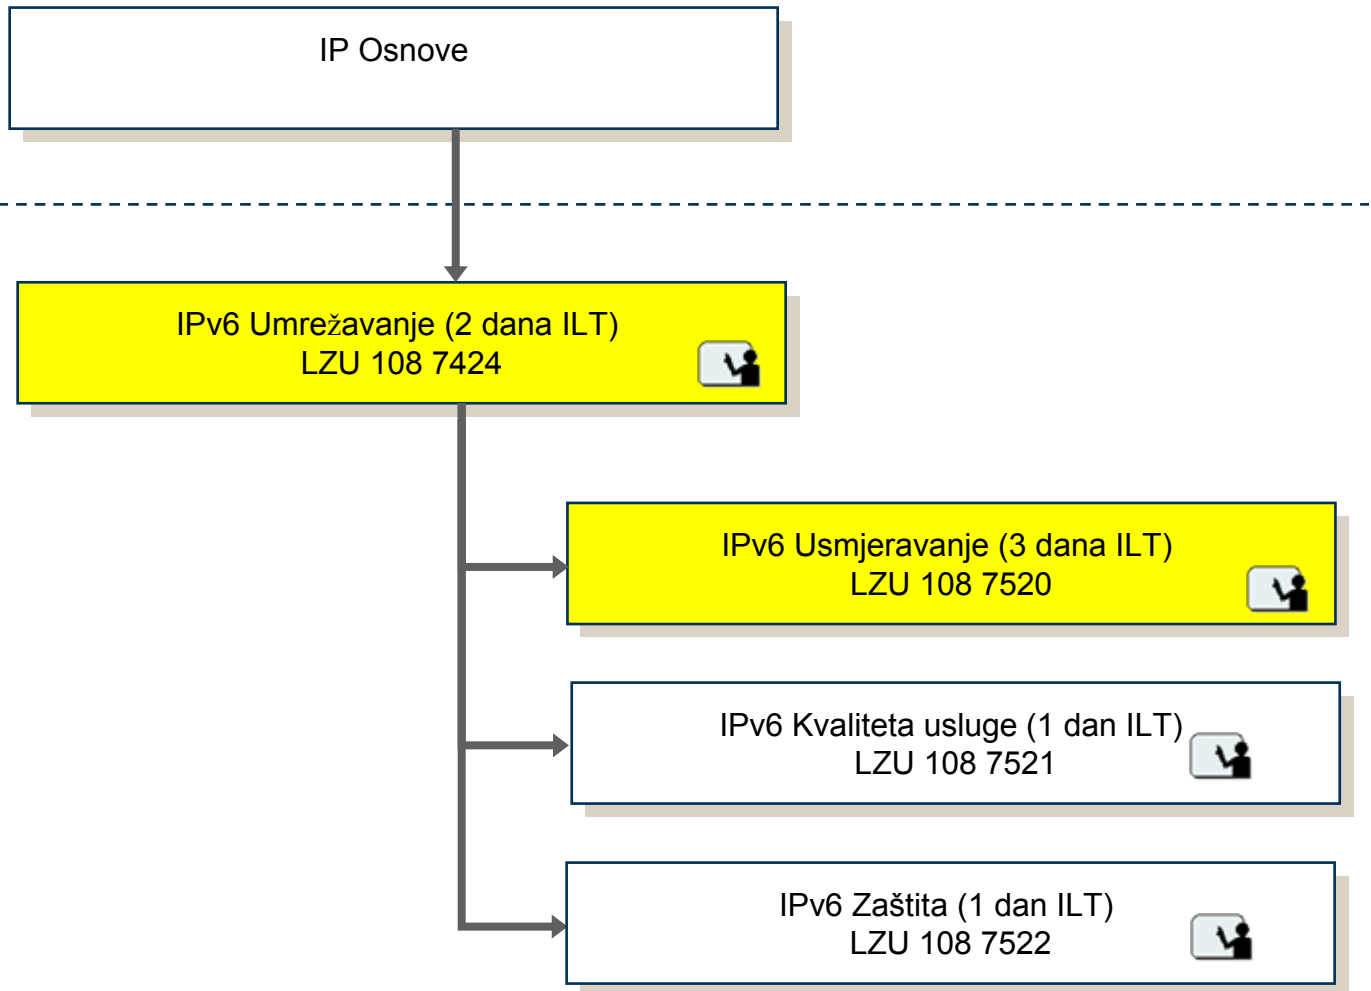 IP Osnove
IPv6 Umrežavanje (2 dana ILT)
LZU 108 7424
IPv6 Usmjeravanje (3 dana ILT)
LZU 108 7520
IPv6 Kvaliteta usluge (1 dan ILT)
LZU 108 7521
IPv6 Zaštita (1 dan ILT)
LZU 108 7522